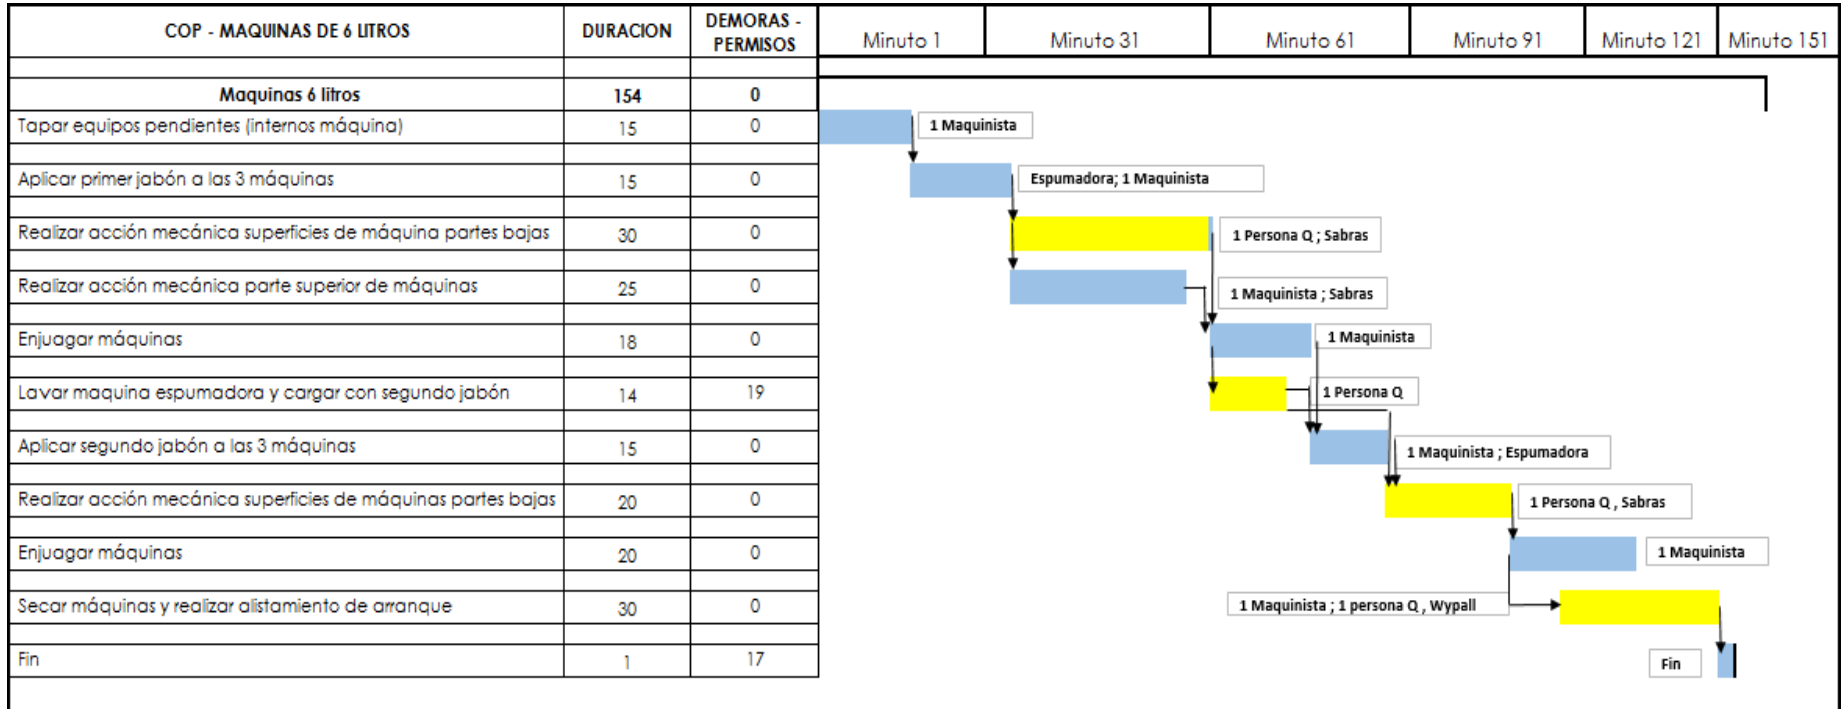 COP - MAQUINAS DE 6 LITROS DURACION DEMORAS - PERMISOS Minuto 1 Minuto 31 Minuto 61 Minuto 91 Minuto 121 Minuto 151
Maquinas 6 litros 154 0
Tapar equipos pendientes (internos máquina) 15 0 1 Maquinista
Aplicar primer jabón a las 3 máquinas 15 0 Espumadora; 1 Maquinista
Realizar acción mecánica superficies de máquina partes bajas 30 0 1 Persona Q ; Sabras
Realizar acción mecánica parte superior de máquinas 25 0 1 Maquinista ; Sabras
Enjuagar máquinas 18 0 1 Maquinista
Lavar maquina espumadora y cargar con segundo jabón 14 19 1 Persona Q
Aplicar segundo jabón a las 3 máquinas 15 0 1 Maquinista ; Espumadora
Realizar acción mecánica superficies de máquinas partes bajas 20 0 1 Persona Q , Sabras
Enjuagar máquinas 20 0 1 Maquinista
Secar máquinas y realizar alistamiento de arranque 30 0 1 Maquinista ; 1 persona Q , Wypall
Fin 1 17 Fin